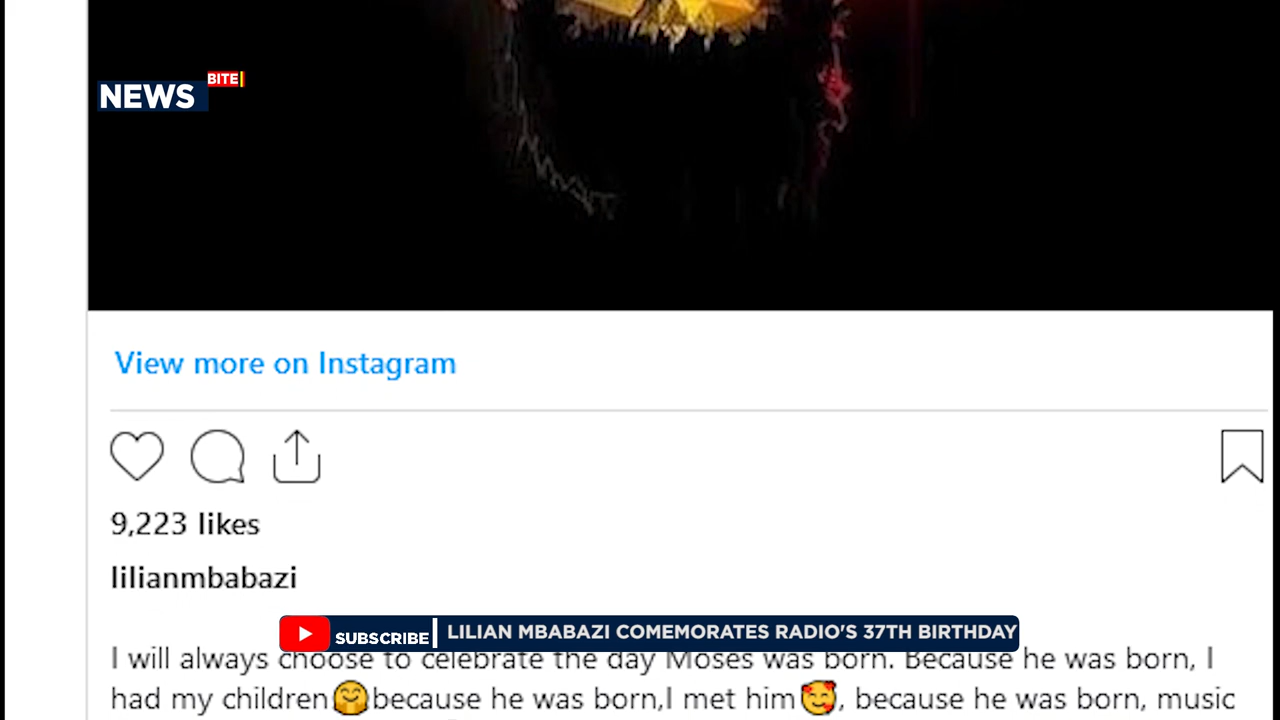 BITE
NEWS
View more on Instagram
9,223 likes
lilianmbabazi
SUBSCRIBE
LILIAN MBABAZI COMEMORATES RADIO'S 37TH BIRTHDAY
I will always choose to celebrate the day Moses was born. Because he was born, I
had my children🤗because he was born,I met him🥰, because he was born, music